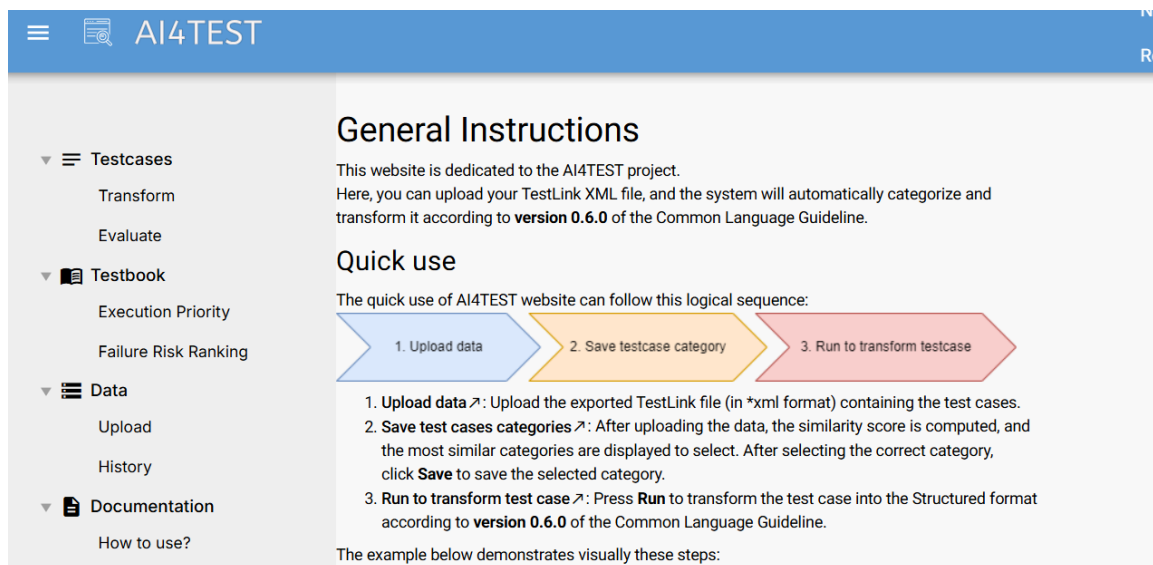 AI4TEST
Testcases
Transform
Evaluate
Testbook
Execution Priority
Failure Risk Ranking
Data
Upload
History
Documentation
How to use?
General Instructions
This website is dedicated to the AI4TEST project.
Here, you can upload your TestLink XML file, and the system will automatically categorize and
transform it according to version 0.6.0 of the Common Language Guideline.
Quick use
The quick use of AI4TEST website can follow this logical sequence:
1. Upload data
2. Save testcase category
3. Run to transform testcase
1. Upload data↗: Upload the exported TestLink file (in *xml format) containing the test cases.
2. Save test cases categories↗: After uploading the data, the similarity score is computed, and
the most similar categories are displayed to select. After selecting the correct category,
click Save to save the selected category.
3. Run to transform test case↗: Press Run to transform the test case into the Structured format
according to version 0.6.0 of the Common Language Guideline.
The example below demonstrates visually these steps: